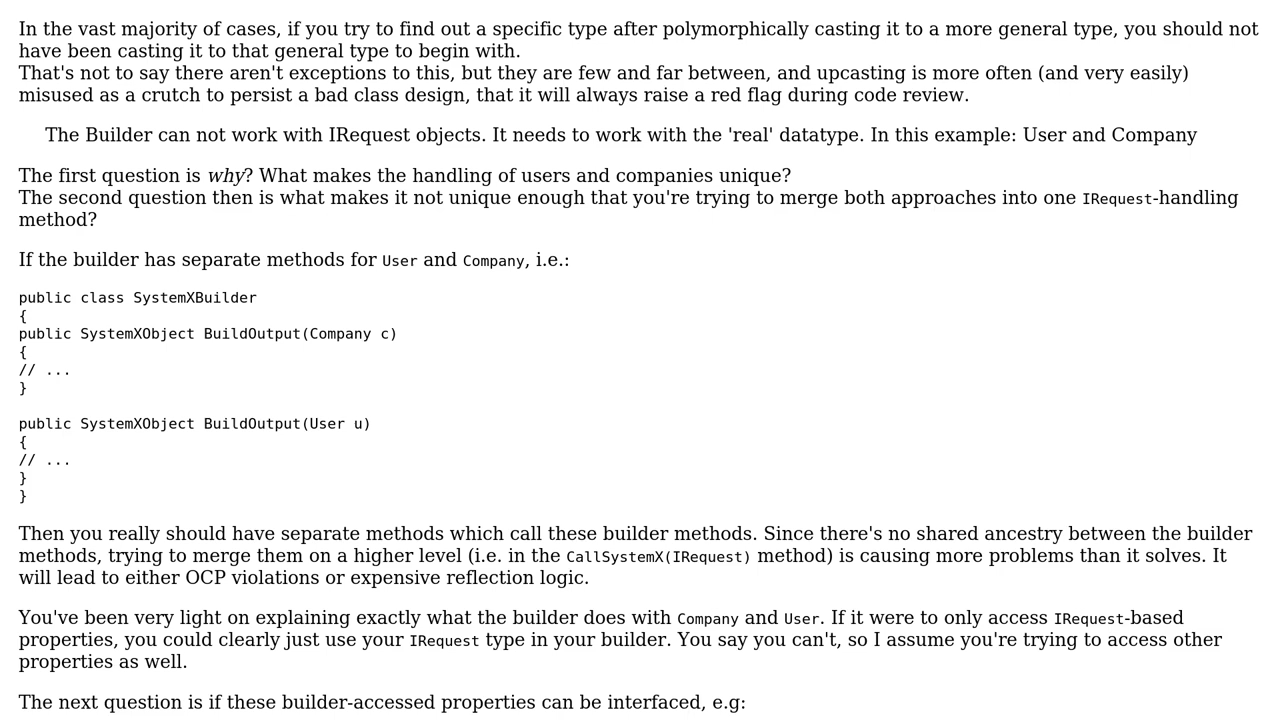 In the vast majority of cases, if you try to find out a specific type after polymorphically casting it to a more general type, you should not
have been casting it to that general type to begin with.
That's not to say there aren't exceptions to this, but they are few and far between, and upcasting is more often (and very easily)
misused as a crutch to persist a bad class design, that it will always raise a red flag during code review.
The Builder can not work with IRequest objects. It needs to work with the 'real' datatype. In this example: User and Company
The first question is why? What makes the handling of users and companies unique?
The second question then is what makes it not unique enough that you're trying to merge both approaches into one IRequest-handling
method?
If the builder has separate methods for User and Company, i.e.:
public class SystemXBuilder
{
public SystemXObject BuildOutput(Company c)
{
// ...
}
public SystemXObject BuildOutput(User u)
{
// ...
}
}
Then you really should have separate methods which call these builder methods. Since there's no shared ancestry between the builder
methods, trying to merge them on a higher level (i.e. in the CallSystemX(IRequest) method) is causing more problems than it solves. It
will lead to either OCP violations or expensive reflection logic.
You've been very light on explaining exactly what the builder does with Company and User. If it were to only access IRequest-based
properties, you could clearly just use your IRequest type in your builder. You say you can't, so I assume you're trying to access other
properties as well.
The next question is if these builder-accessed properties can be interfaced, e.g: